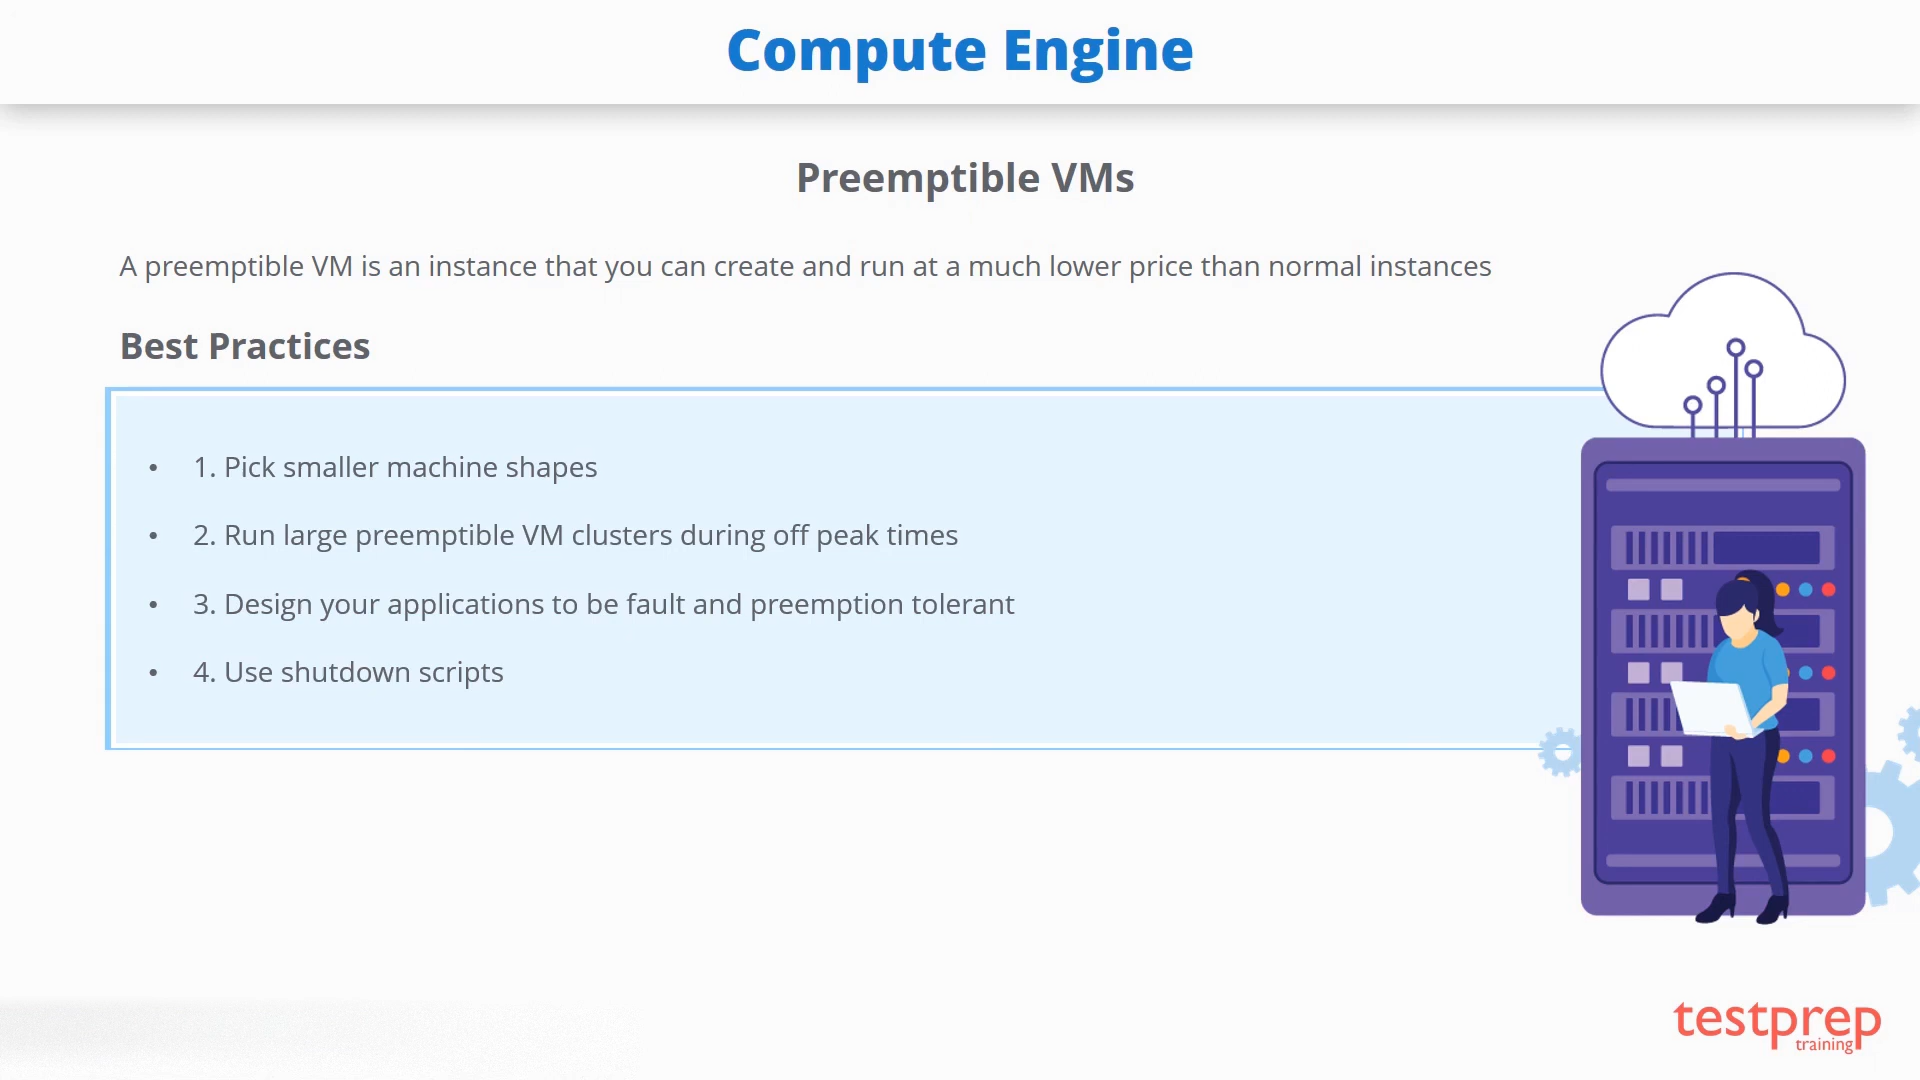 Compute Engine
Preemptible VMs
A preemptible VM is an instance that you can create and run at a much lower price than normal instances
Best Practices
• 1. Pick smaller machine shapes
• 2. Run large preemptible VM clusters during off peak times
• 3. Design your applications to be fault and preemption tolerant
• 4. Use shutdown scripts
testprep
training